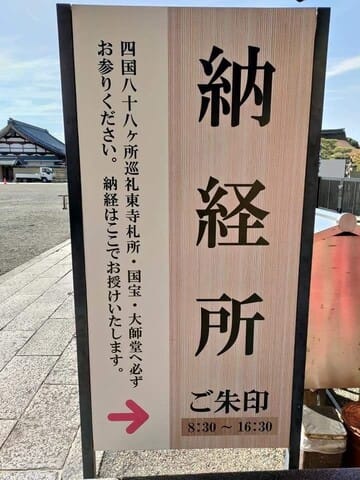 納経所
ご朱印
8:30 ～ 16:30
四国八十八ヶ所巡礼東寺札所・国宝・大師堂へ必ず
お参りください。 納経はここでお授けいたします。